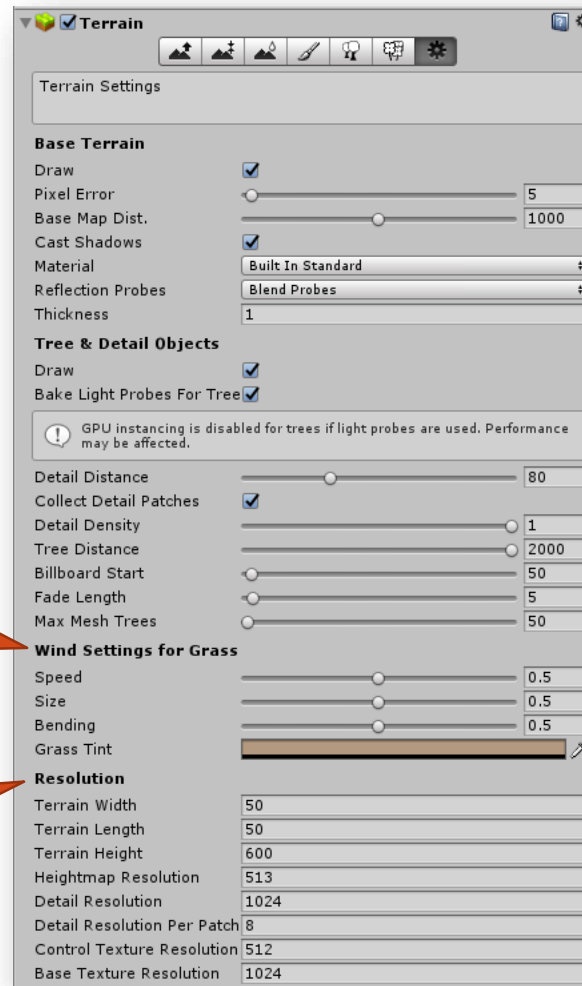 Terrain
Terrain Settings
Base Terrain
Draw
Pixel Error 5
Base Map Dist. 1000
Cast Shadows
Material Built In Standard
Reflection Probes Blend Probes
Thickness 1
Tree & Detail Objects
Draw
Bake Light Probes For Tree
GPU instancing is disabled for trees if light probes are used. Performance
may be affected.
Detail Distance 80
Collect Detail Patches
Detail Density 1
Tree Distance 2000
Billboard Start 50
Fade Length 5
Max Mesh Trees 50
Wind Settings for Grass
Speed 0.5
Size 0.5
Bending 0.5
Grass Tint
Resolution
Terrain Width 50
Terrain Length 50
Terrain Height 600
Heightmap Resolution 513
Detail Resolution 1024
Detail Resolution Per Patch 8
Control Texture Resolution 512
Base Texture Resolution 1024